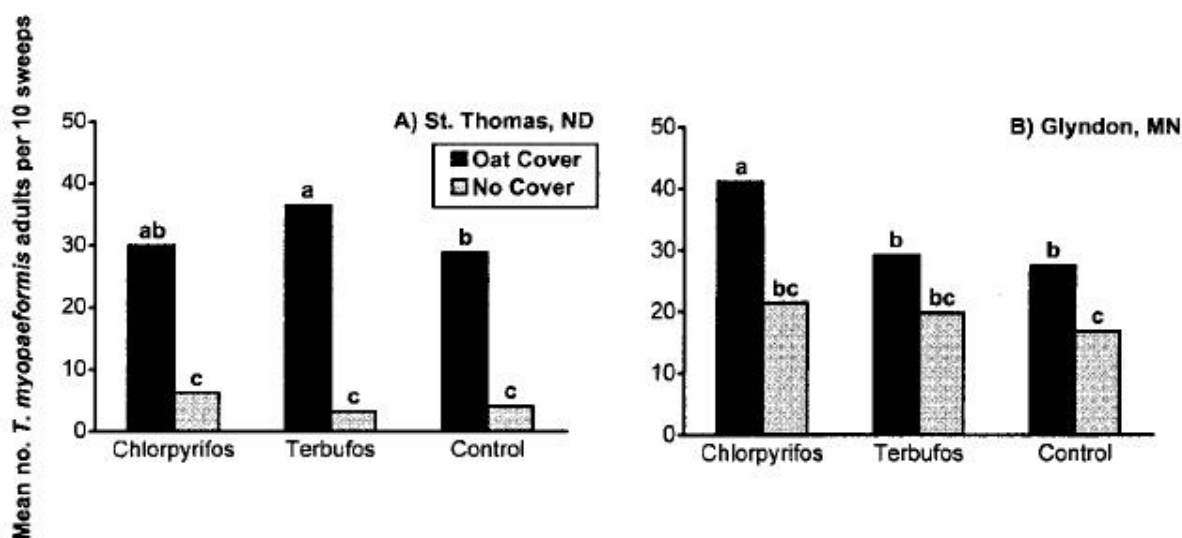 Mean no. T. myopaeformis adults per 10 sweeps
A) St. Thomas, ND
50
40
30
20
10
0
Oat Cover
No Cover
ab
c
a
c
b
c
Chlorpyrifos
Terbufos
Control
B) Glyndon, MN
50
40
30
20
10
0
a
bc
b
bc
b
c
Chlorpyrifos
Terbufos
Control